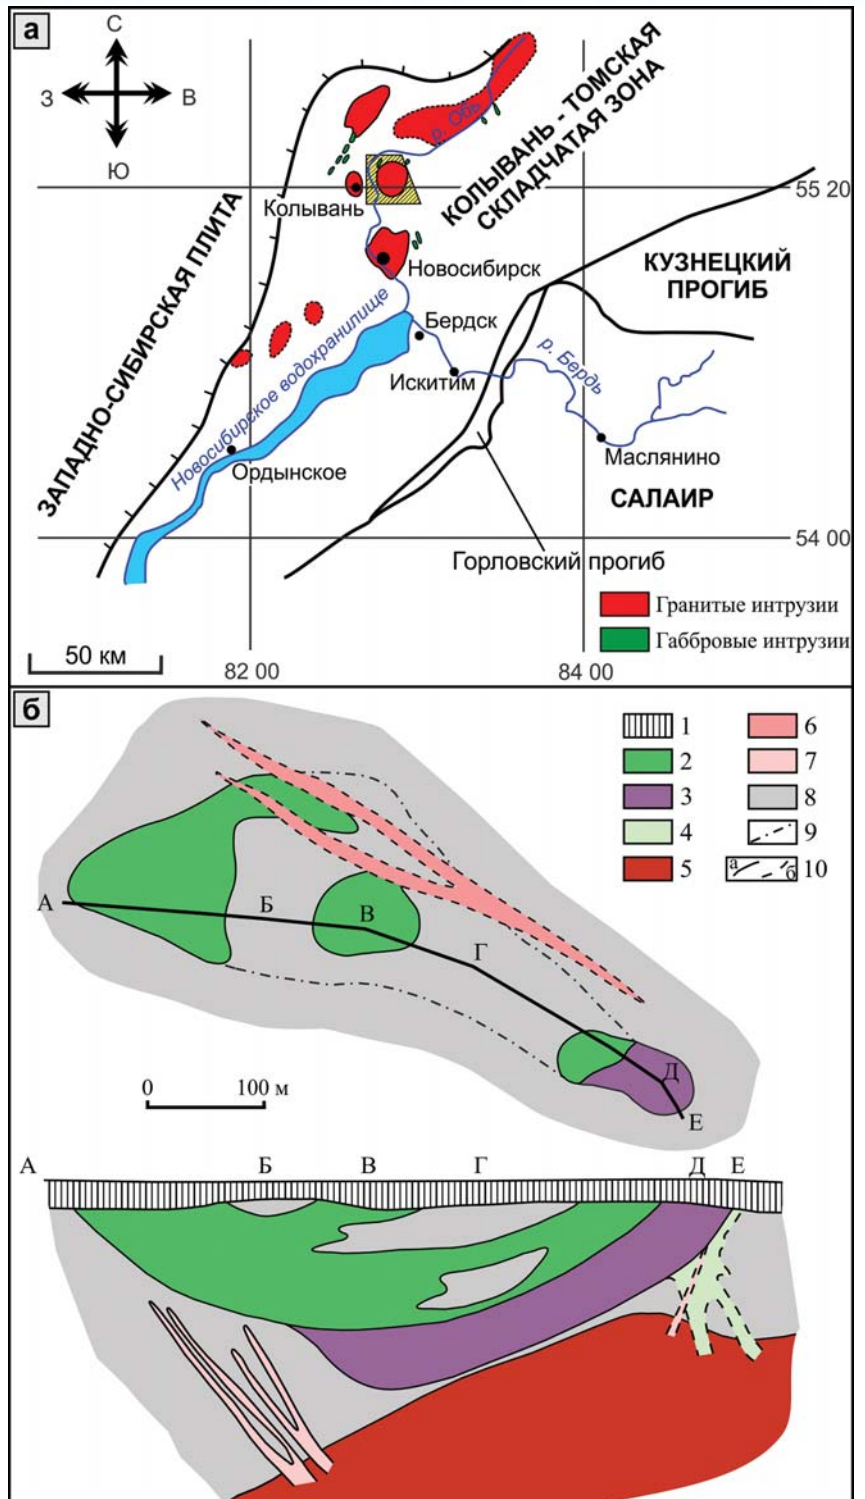 а
С
З В
Ю
ЗАПАДНО-СИБИРСКАЯ ПЛИТА
КОЛЫВАНЬ - ТОМСКАЯ
СКЛАДЧАТАЯ ЗОНА
р. Обь
55 20
Колывань
Новосибирск
КУЗНЕЦКИЙ
ПРОГИБ
Новосибирское водохранилище
Бердск
р. Бердь
Искитим
Ордынское
Маслянино
САЛАИР
54 00
Горловский прогиб
Гранитые интрузии
Габбровые интрузии
50 км
82 00
84 00
б
1
2
3
4
5
6
7
8
9
а б 10
А
Б
В
Г
Д
Е
0 100 м
А Б В Г Д Е